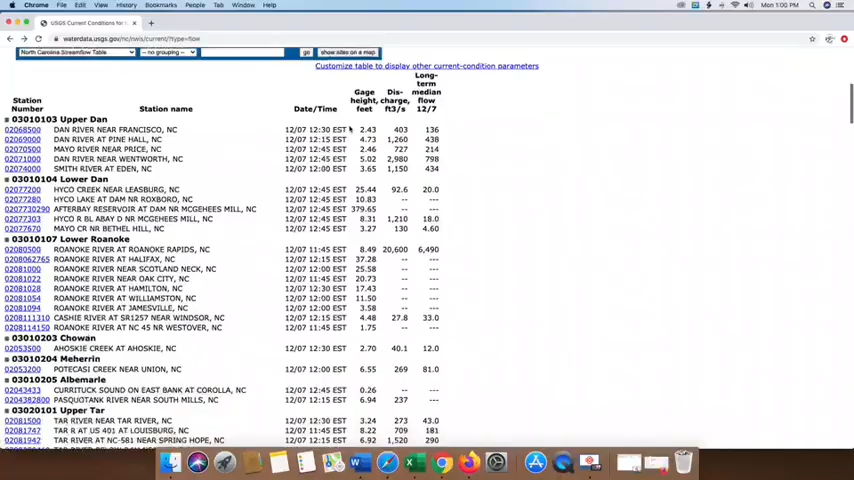 Chrome File Edit View History Bookmarks People Tab Window Help Mon 1:00 PM
USGS Current Conditions for N
waterdata.usgs.gov/nc/nwis/current/?type=flow
North Carolina Streamflow Table -- no grouping -- go show sites on a map
Customize table to display other current-condition parameters
Station Number Station name Date/Time Gage height, feet Dis- charge, ft3/s Long- term median flow 12/7
03010103 Upper Dan
02068500 DAN RIVER NEAR FRANCISCO, NC 12/07 12:30 EST 2.43 403 136
02069000 DAN RIVER AT PINE HALL, NC 12/07 12:15 EST 4.73 1,260 438
02070500 MAYO RIVER NEAR PRICE, NC 12/07 12:45 EST 2.46 727 214
02071000 DAN RIVER NEAR WENTWORTH, NC 12/07 12:45 EST 5.02 2,980 798
02074000 SMITH RIVER AT EDEN, NC 12/07 12:45 EST 3.65 1,150 434
03010104 Lower Dan
02077200 HYCO CREEK NEAR LEASBURG, NC 12/07 12:45 EST 25.44 92.6 20.0
02077280 HYCO LAKE AT DAM NR ROXBORO, NC 12/07 12:45 EST 10.83
0207730290 AFTERBAY RESERVOIR AT DAM NR MCGEHEES MILL, NC 12/07 12:45 EST 379.65
02077303 HYCO R BL ABAY D NR MCGEHEES MILL, NC 12/07 12:45 EST 8.31 1,210 18.0
02077670 MAYO CR NR BETHEL HILL, NC 12/07 12:45 EST 3.27 130 4.60
03010107 Lower Roanoke
02080500 ROANOKE RIVER AT ROANOKE RAPIDS, NC 12/07 11:45 EST 8.49 20,600 6,490
0208062765 ROANOKE RIVER AT HALIFAX, NC 12/07 12:00 EST 37.28 -- ---
02081000 ROANOKE RIVER NEAR SCOTLAND NECK, NC 12/07 12:00 EST 25.58 -- ---
02081022 ROANOKE RIVER NEAR OAK CITY, NC 12/07 11:45 EST 20.73 -- ---
02081028 ROANOKE RIVER AT HAMILTON, NC 12/07 12:00 EST 17.43 -- ---
02081054 ROANOKE RIVER AT WILLIAMSTON, NC 12/07 12:00 EST 11.50 -- ---
02081094 ROANOKE RIVER AT JAMESVILLE, NC 12/07 12:00 EST 3.58 -- ---
0208111310 CASHIE RIVER AT SR1257 NEAR WINDSOR, NC 12/07 12:15 EST 4.48 27.8 33.0
0208114150 ROANOKE RIVER AT NC 45 NR WESTOVER, NC 12/07 11:45 EST 1.75 -- ---
03010203 Chowan
02053500 AHOSKIE CREEK AT AHOSKIE, NC 12/07 12:30 EST 2.70 40.1 12.0
03010204 Meherrin
02053200 POTECASI CREEK NEAR UNION, NC 12/07 12:00 EST 6.55 269 81.0
03010205 Albemarle
02043433 CURRITUCK SOUND ON EAST BANK AT COROLLA, NC 12/07 12:45 EST 0.26 -- ---
0204382800 PASQUOTANK RIVER NEAR SOUTH MILLS, NC 12/07 12:15 EST 6.94 237 ---
03020101 Upper Tar
02081500 TAR RIVER NEAR TAR RIVER, NC 12/07 12:30 EST 3.24 273 43.0
02081747 TAR R AT US 401 AT LOUISBURG, NC 12/07 12:15 EST 8.22 709 181
02081942 TAR RIVER AT NC-581 NEAR SPRING HOPE, NC 12/07 12:15 EST 6.92 1,520 290